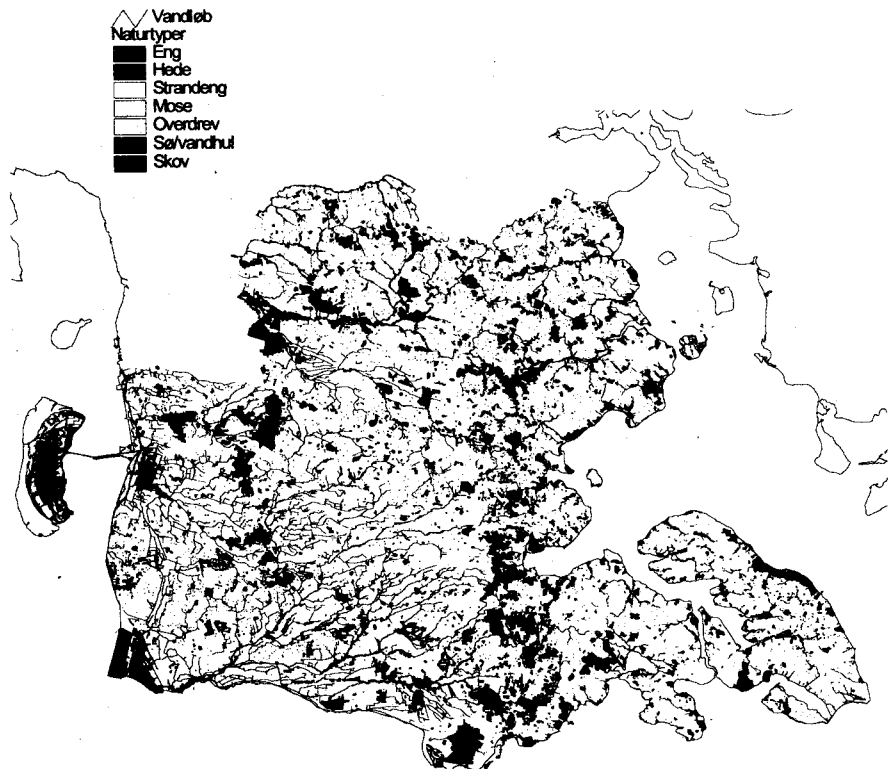 Vandløb
Naturtyper
Eng
Hede
Strandeng
Mose
Overdrev
Sø/vandhul
Skov